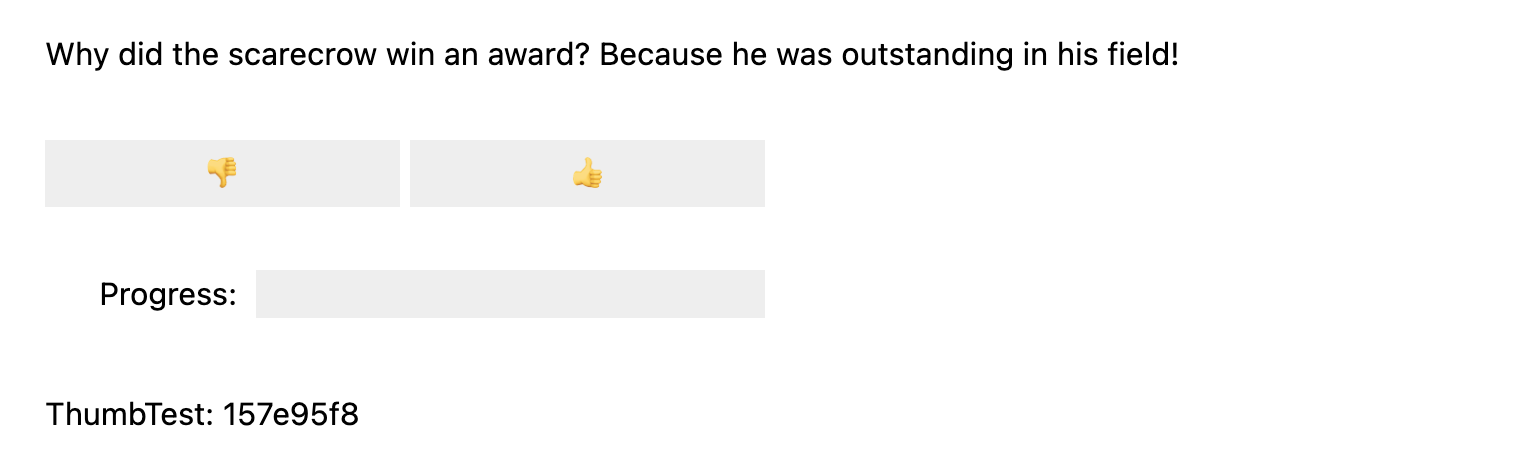 Why did the scarecrow win an award? Because he was outstanding in his field!
👎 👍
Progress:
ThumbTest: 157e95f8